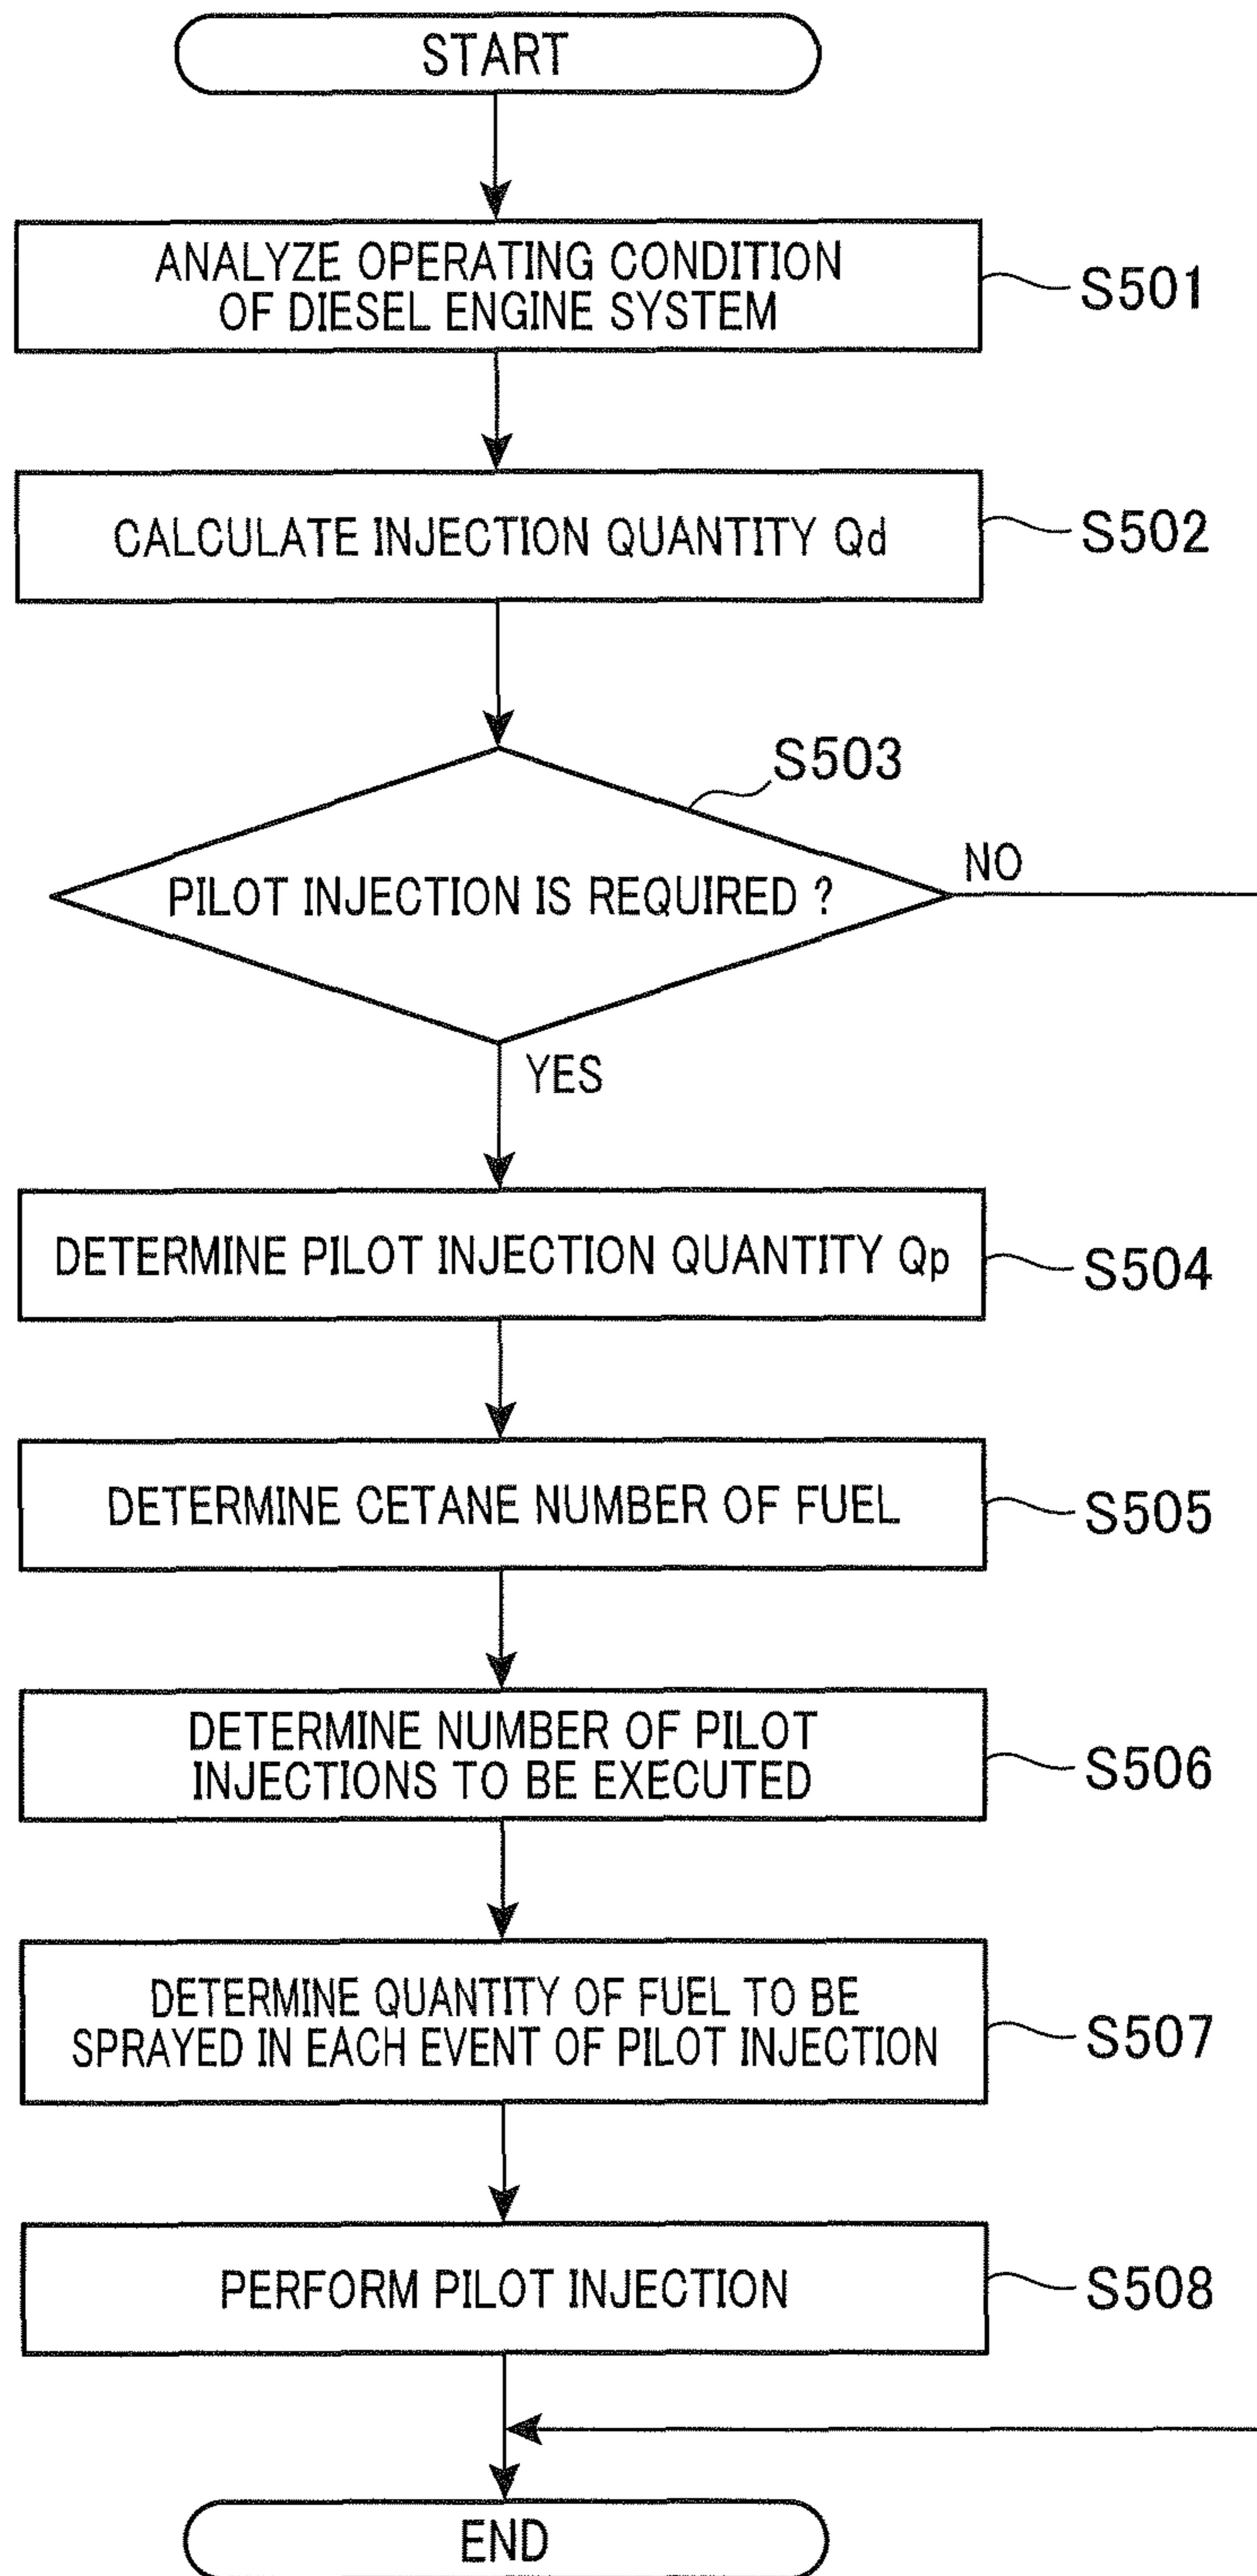 START
ANALYZE OPERATING CONDITION
OF DIESEL ENGINE SYSTEM
S501
CALCULATE INJECTION QUANTITY Qd
S502
S503
PILOT INJECTION IS REQUIRED ?
NO
YES
DETERMINE PILOT INJECTION QUANTITY Qp
S504
DETERMINE CETANE NUMBER OF FUEL
S505
DETERMINE NUMBER OF PILOT
INJECTIONS TO BE EXECUTED
S506
DETERMINE QUANTITY OF FUEL TO BE
SPRAYED IN EACH EVENT OF PILOT INJECTION
S507
PERFORM PILOT INJECTION
S508
END